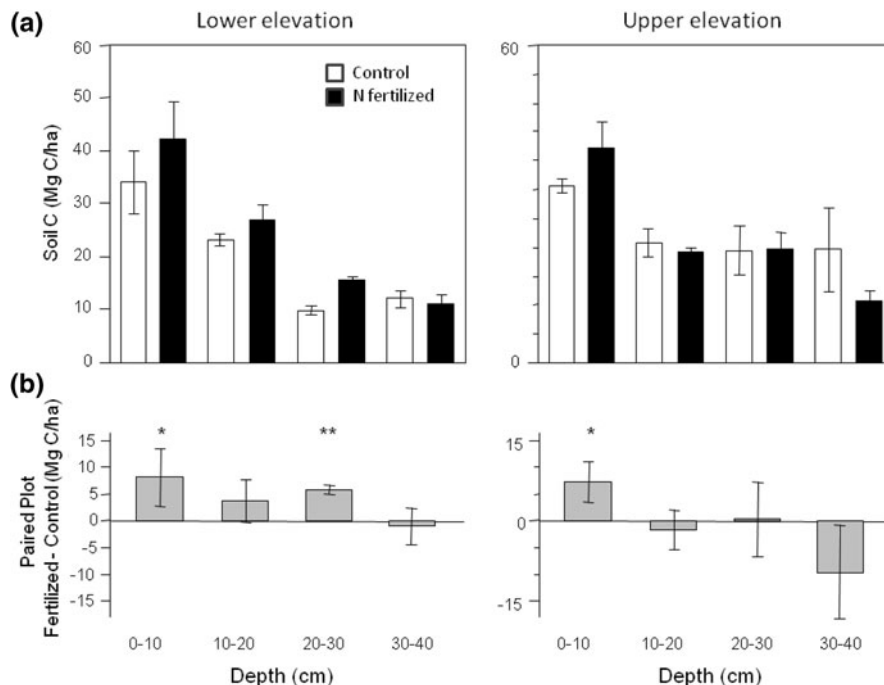 (a)
Lower elevation
Upper elevation
60
50
40
30
20
10
0
Soil C (Mg C/ha)
Control
N fertilized
60
0
(b)
15
10
5
0
-5
-10
-15
Paired Plot
Fertilized - Control (Mg C/ha)
*
**
15
0
-15
*
0-10
10-20
20-30
30-40
Depth (cm)
0-10
10-20
20-30
30-40
Depth (cm)